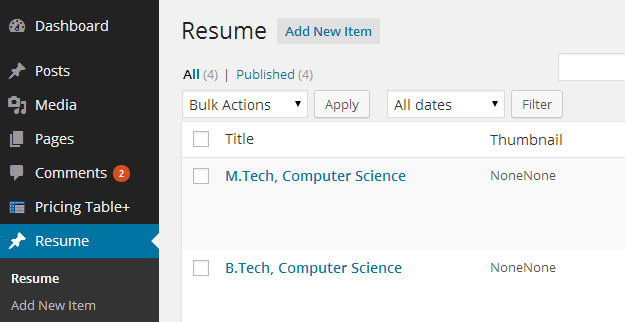 Dashboard
Posts
Media
Pages
Comments 2
Pricing Table+
Resume
Resume
Add New Item
Resume Add New Item
All (4) | Published (4)
Bulk Actions Apply All dates Filter
Title Thumbnail
M.Tech, Computer Science NoneNone
B.Tech, Computer Science NoneNone